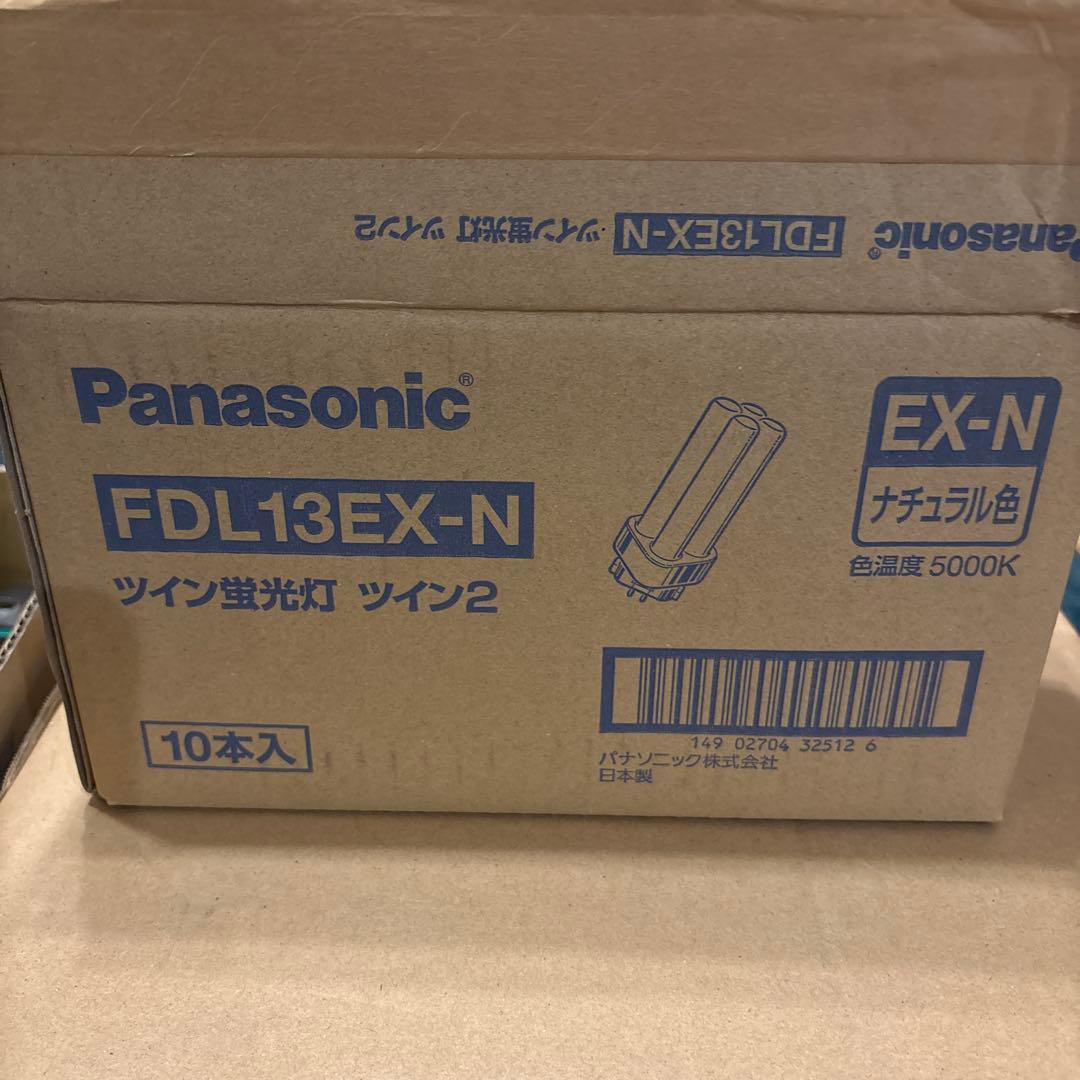 Panasonic® FDL13EX-N ツイン蛍光灯 ツイン2
Panasonic®
FDL13EX-N
ツイン蛍光灯 ツイン2
EX-N
ナチュラル色
色温度 5000K
10本入
149 02704 32512 6
パナソニック株式会社
日本製